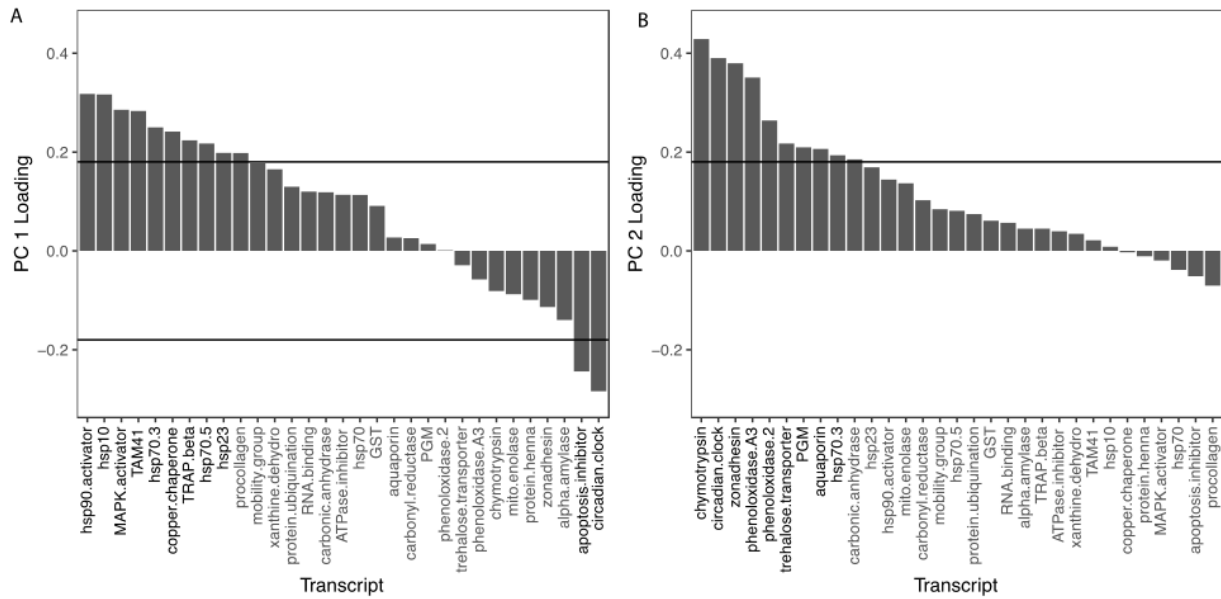 A
PC 1 Loading
0.4
0.2
0.0
−0.2
hsp90.activator
hsp10
MAPK.activator
TAM41
hsp70.3
copper.chaperone
TRAP.beta
hsp70.5
hsp23
procollagen
mobility.group
xanthine.dehydro
protein.ubiquination
RNA.binding
carbonic.anhydrase
ATPase.inhibitor
hsp70
GST
aquaporin
carbonyl.reductase
PGM
phenoloxidase-2
trehalose.transporter
phenoloxidase.A3
chymotrypsin
mito.enolase
protein.henna
zonadhesin
alpha.amylase
apoptosis.inhibitor
circadian.clock
Transcript
B
PC 2 Loading
0.4
0.2
0.0
−0.2
chymotrypsin
circadian.clock
zonadhesin
phenoloxidase.A3
phenoloxidase.2
trehalose.transporter
PGM
aquaporin
hsp70.3
carbonic.anhydrase
hsp23
hsp90.activator
mito.enolase
carbonyl.reductase
mobility.group
hsp70.5
protein.ubiquination
GST
RNA.binding
alpha.amylase
TRAP.beta
ATPase.inhibitor
xanthine.dehydro
TAM41
hsp10
copper.chaperone
protein.henna
MAPK.activator
hsp70
apoptosis.inhibitor
procollagen
Transcript